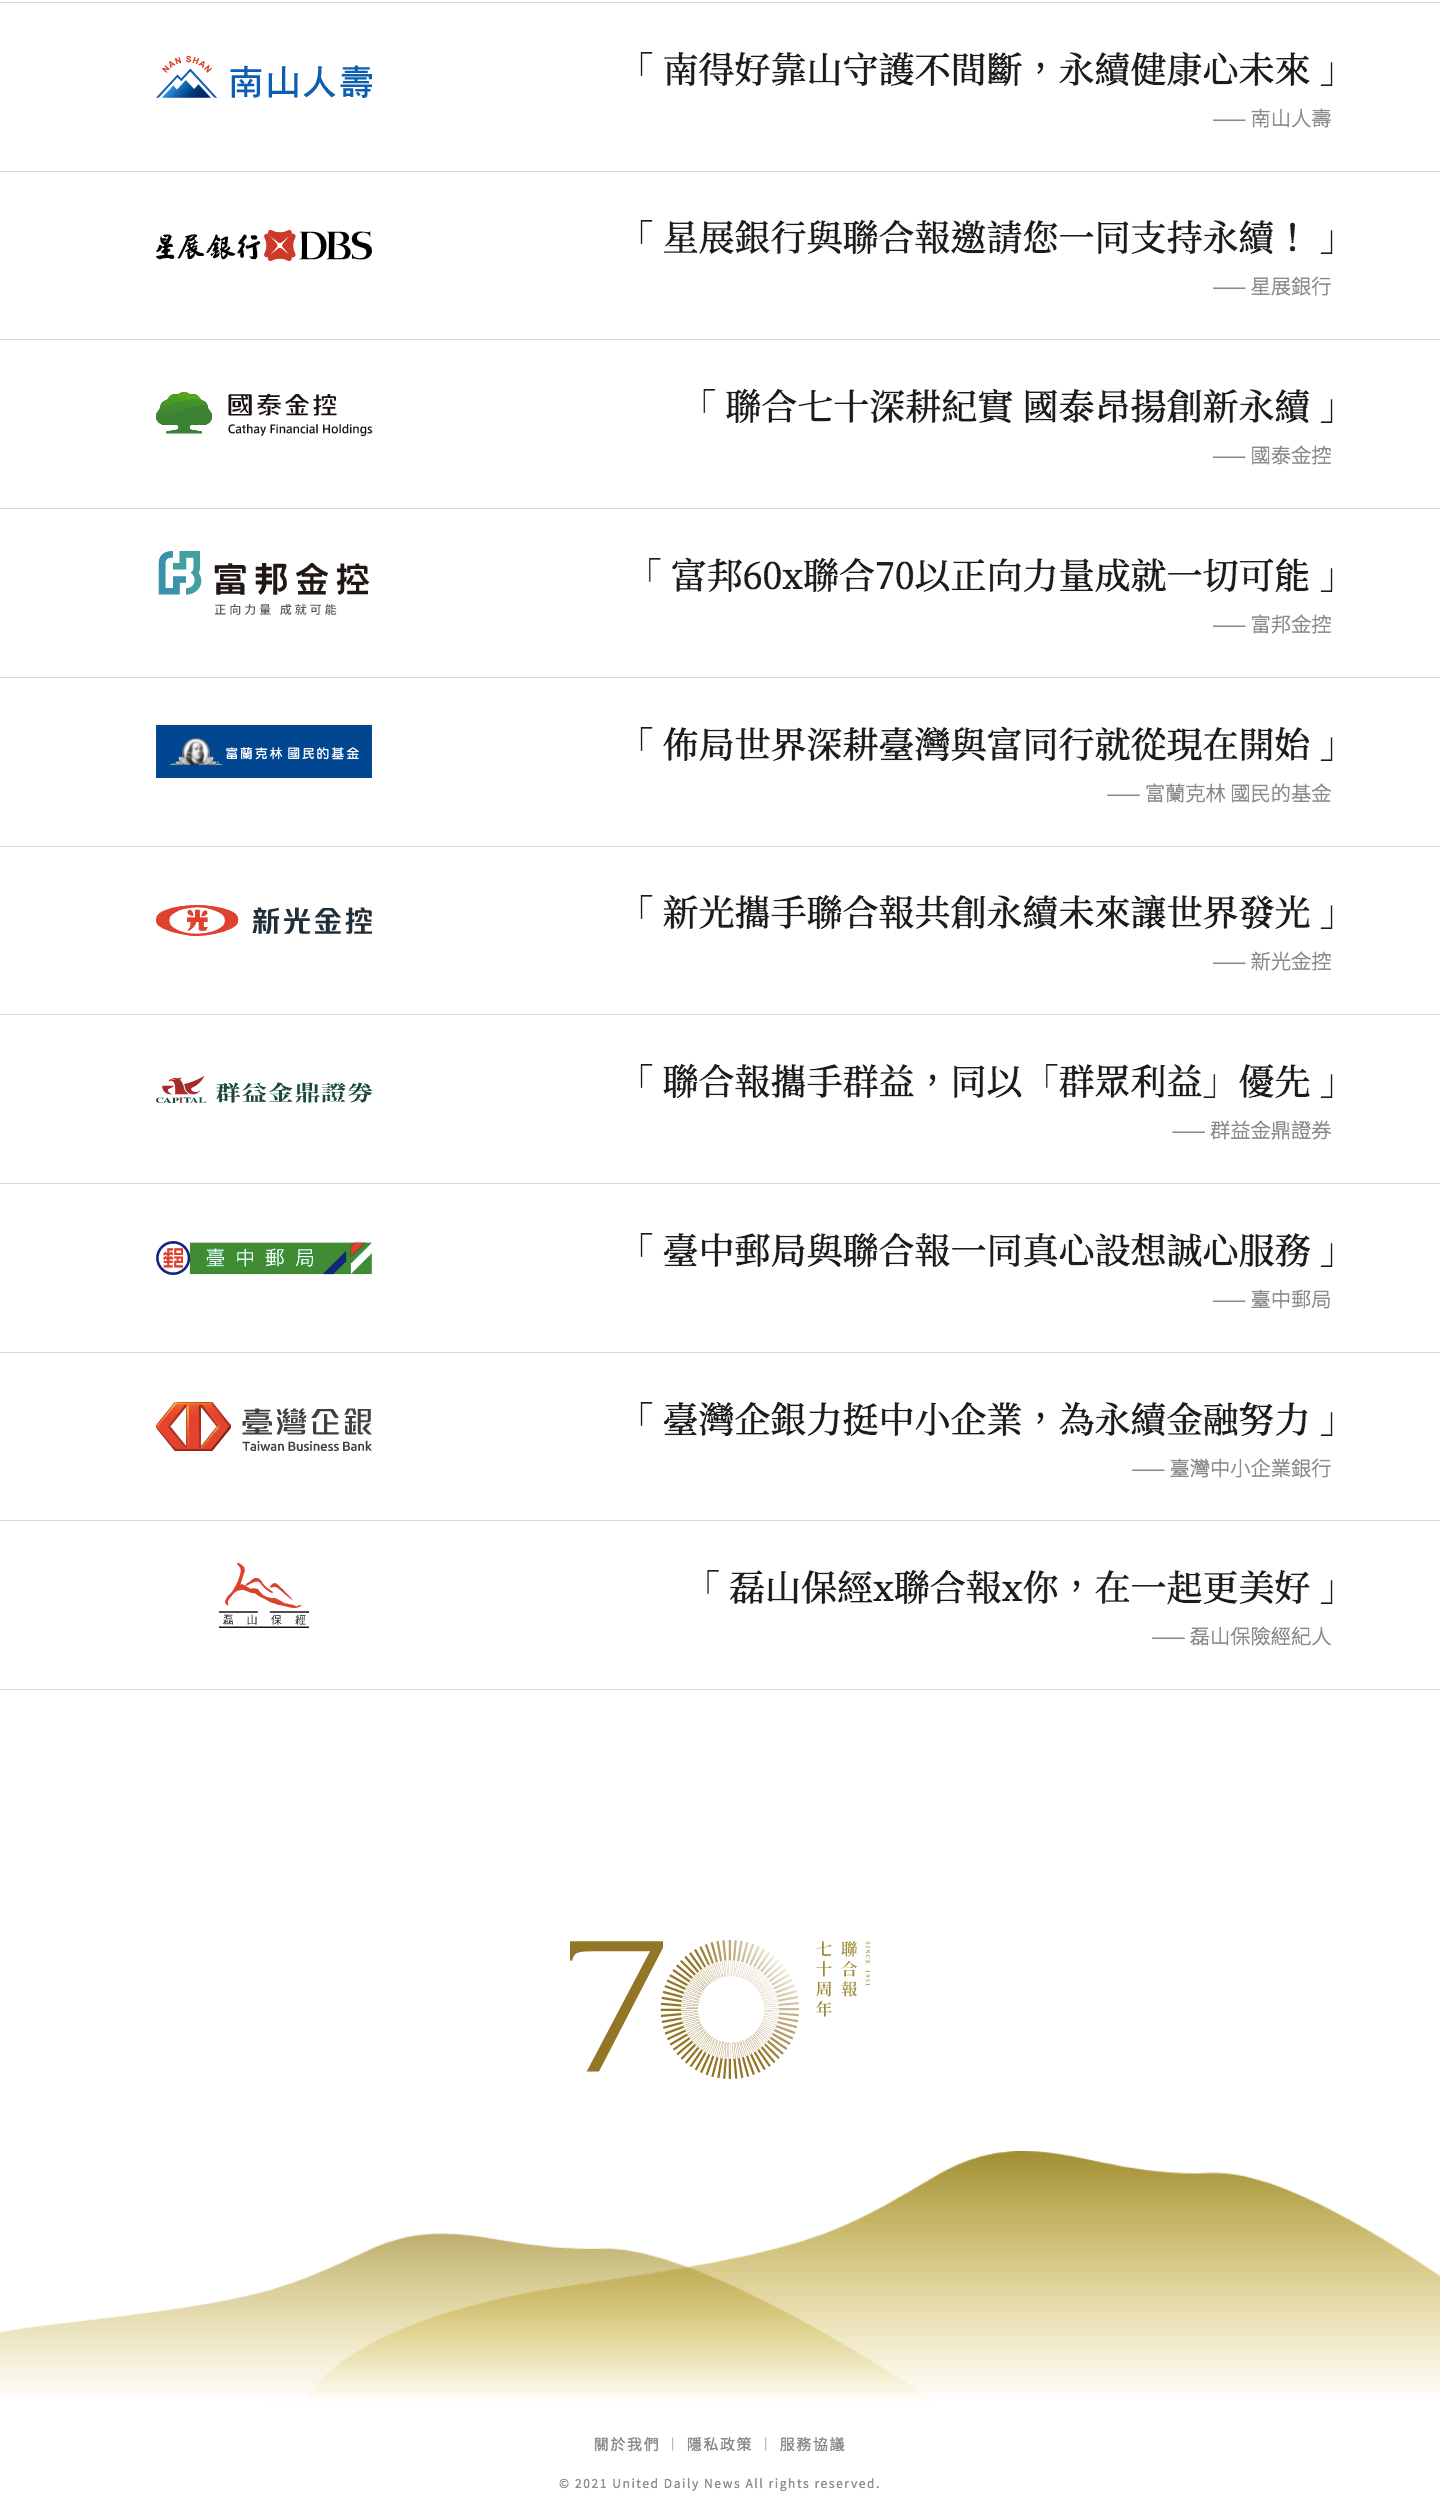 NAN SHAN
南山人壽
「 南得好靠山守護不間斷，永續健康心未來 」
—— 南山人壽
星展銀行 DBS
「 星展銀行與聯合報邀請您一同支持永續！ 」
—— 星展銀行
國泰金控
Cathay Financial Holdings
「 聯合七十深耕紀實 國泰昂揚創新永續 」
—— 國泰金控
富邦金控
正向力量 成就可能
「 富邦60x聯合70以正向力量成就一切可能 」
—— 富邦金控
富蘭克林 國民的基金
「 佈局世界深耕臺灣與富同行就從現在開始 」
—— 富蘭克林 國民的基金
光 新光金控
「 新光攜手聯合報共創永續未來讓世界發光 」
—— 新光金控
CAPITAL 群益金鼎證券
「 聯合報攜手群益，同以「群眾利益」優先 」
—— 群益金鼎證券
郵 臺中郵局
「 臺中郵局與聯合報一同真心設想誠心服務 」
—— 臺中郵局
臺灣企銀
Taiwan Business Bank
「 臺灣企銀力挺中小企業，為永續金融努力 」
—— 臺灣中小企業銀行
磊山保經
「 磊山保經x聯合報x你，在一起更美好 」
—— 磊山保險經紀人
70
SINCE 1951
聯合報
七十周年
關於我們 ｜ 隱私政策 ｜ 服務協議
© 2021 United Daily News All rights reserved.